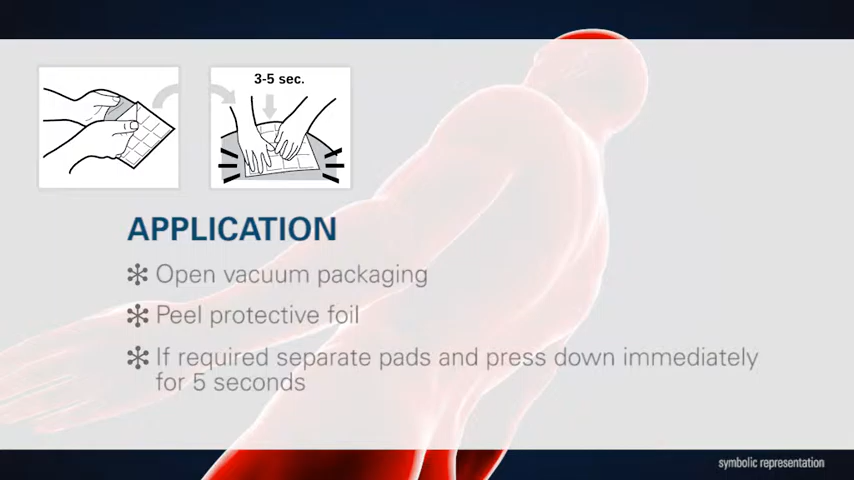 3-5 sec.
APPLICATION
Open vacuum packaging
Peel protective foil
If required separate pads and press down immediately
for 5 seconds
symbolic representation